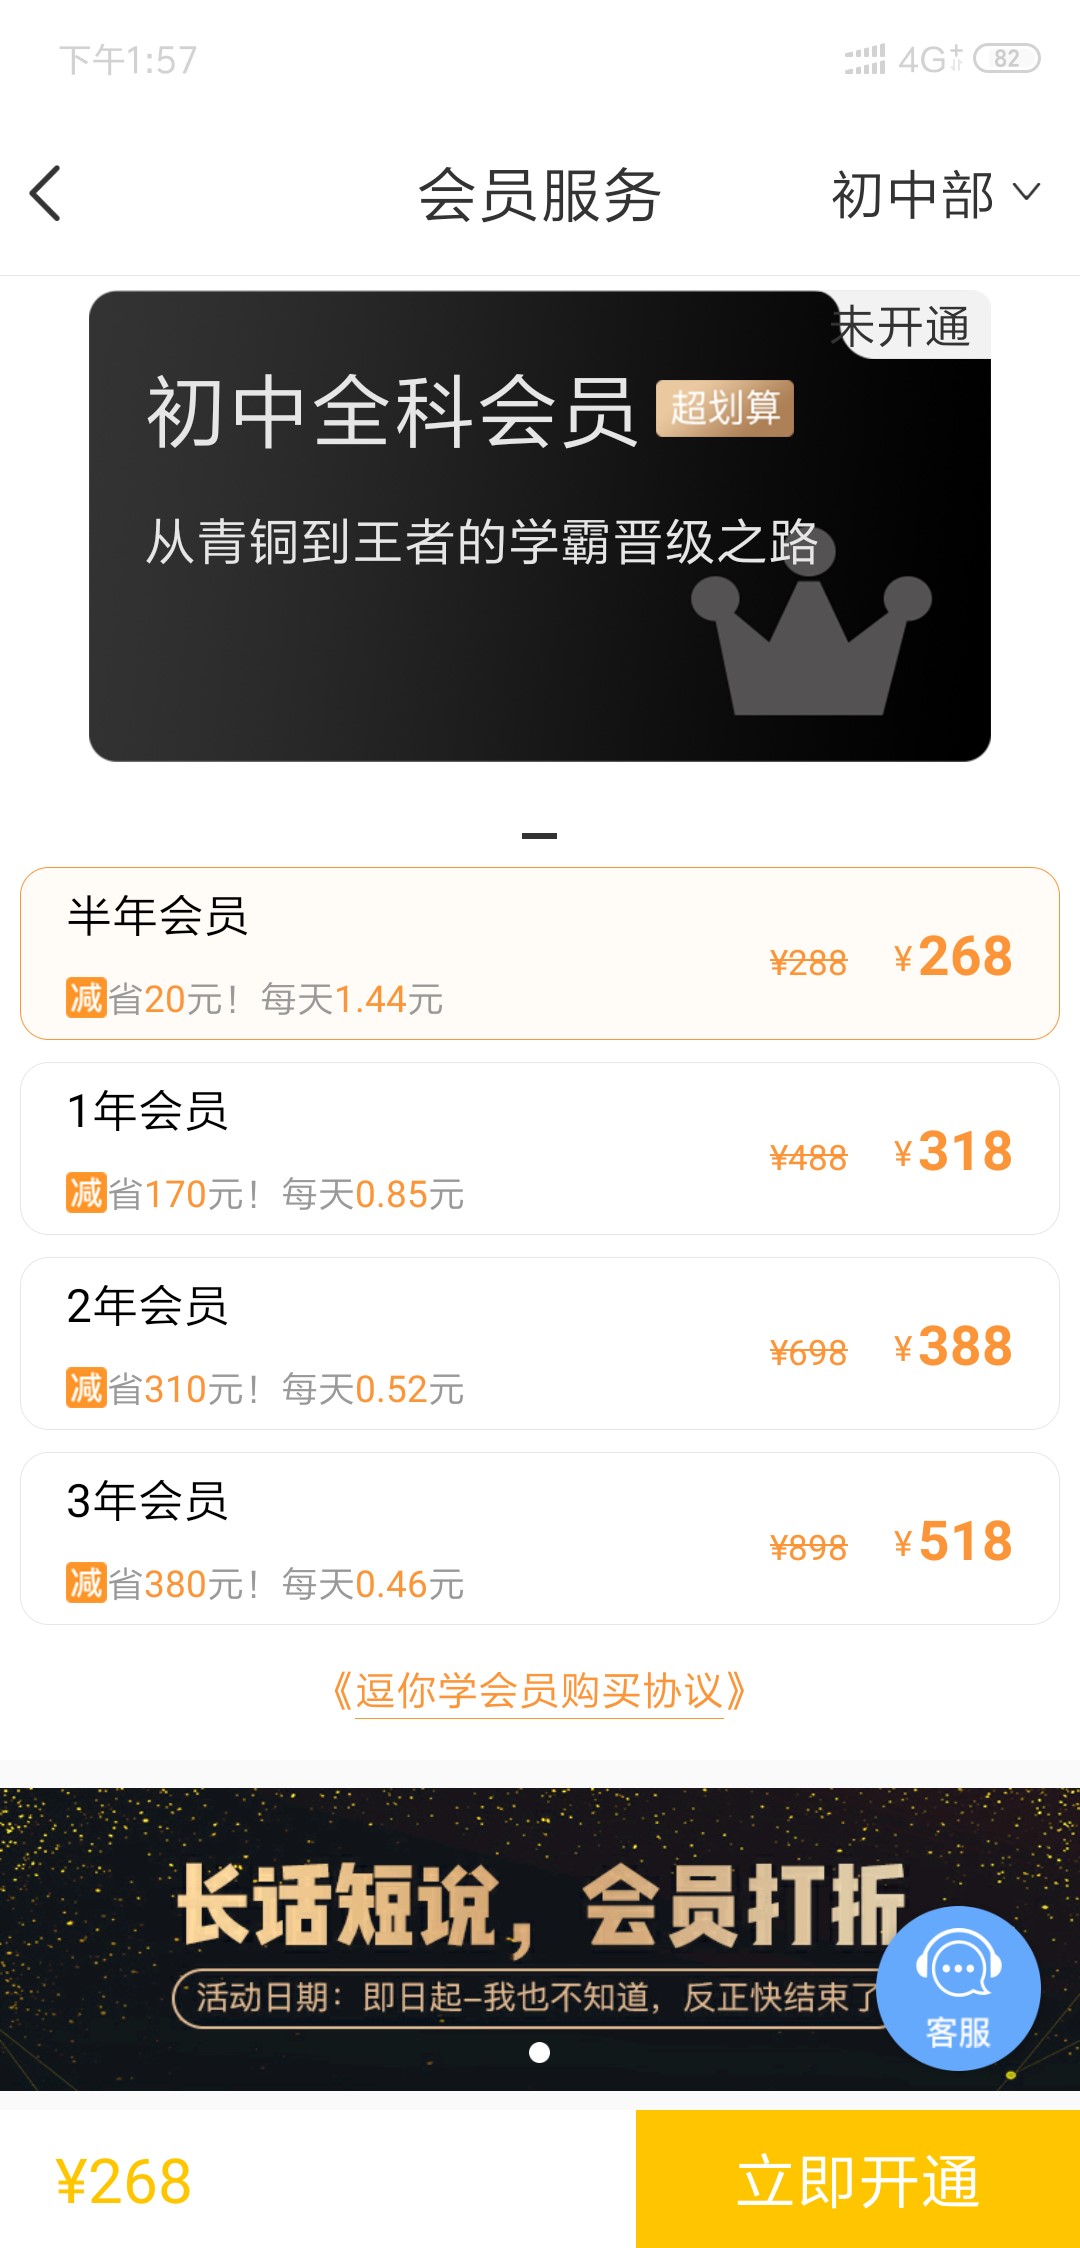 下午1:57
4G+ 82
会员服务 初中部
未开通
初中全科会员 超划算
从青铜到王者的学霸晋级之路
半年会员
¥288 ¥268
减省20元！每天1.44元
1年会员
¥488 ¥318
减省170元！每天0.85元
2年会员
¥698 ¥388
减省310元！每天0.52元
3年会员
¥898 ¥518
减省380元！每天0.46元
《逗你学会员购买协议》
长话短说，会员打折
活动日期：即日起-我也不知道，反正快结束了
客服
¥268 立即开通